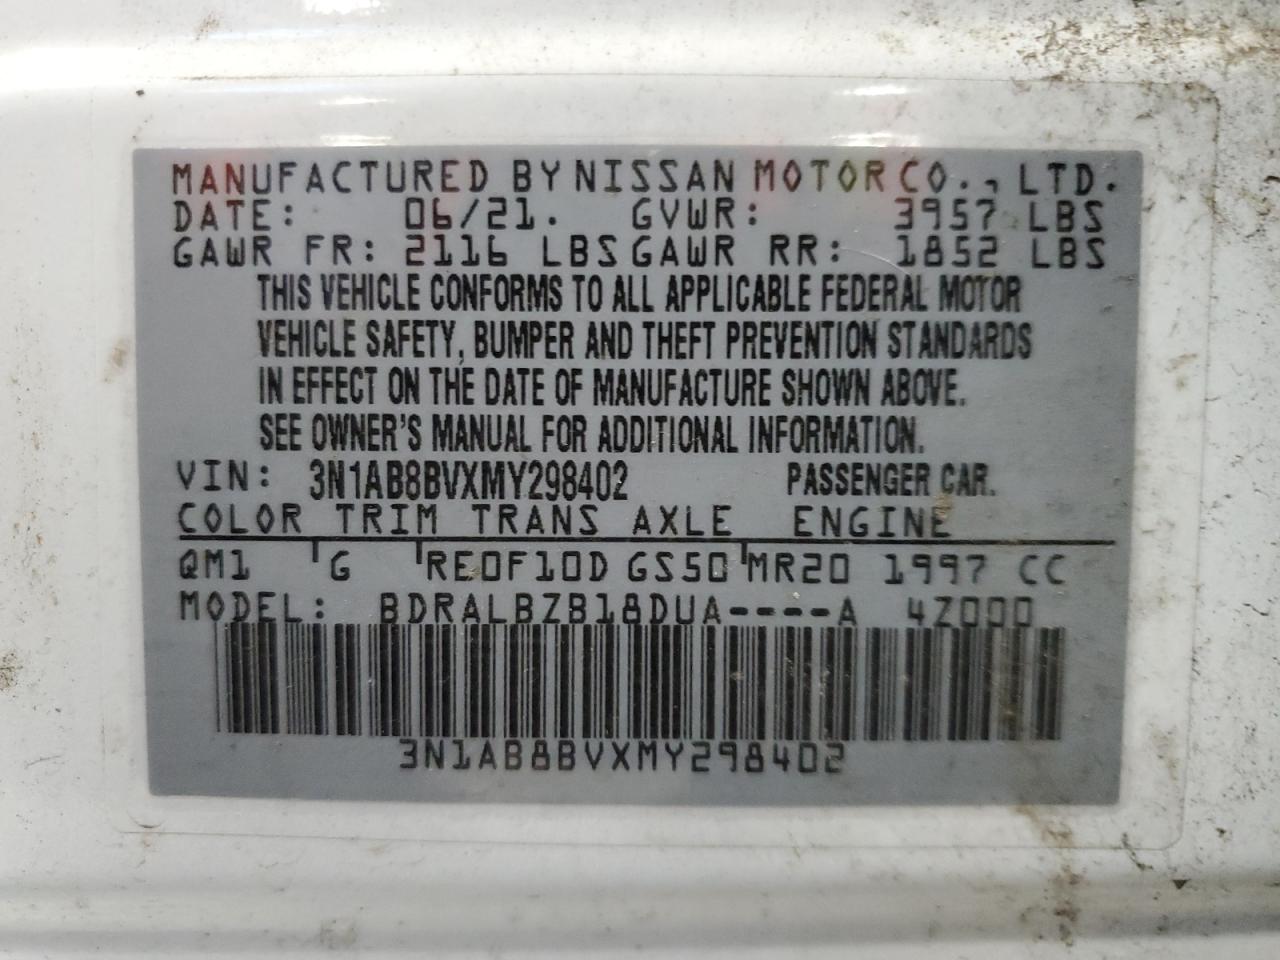 MANUFACTURED BY NISSAN MOTOR CO., LTD.
DATE: 06/21. GVWR: 3957 LBS
GAWR FR: 2116 LBS GAWR RR: 1852 LBS
THIS VEHICLE CONFORMS TO ALL APPLICABLE FEDERAL MOTOR
VEHICLE SAFETY, BUMPER AND THEFT PREVENTION STANDARDS
IN EFFECT ON THE DATE OF MANUFACTURE SHOWN ABOVE.
SEE OWNER'S MANUAL FOR ADDITIONAL INFORMATION.
VIN: 3N1AB8BVXMY298402 PASSENGER CAR.
COLOR TRIM TRANS AXLE ENGINE
QM1 G RE0F10D GS50 MR20 1997 CC
MODEL: BDRALBZB18DUA----A 4Z000
3N1AB8BVXMY298402